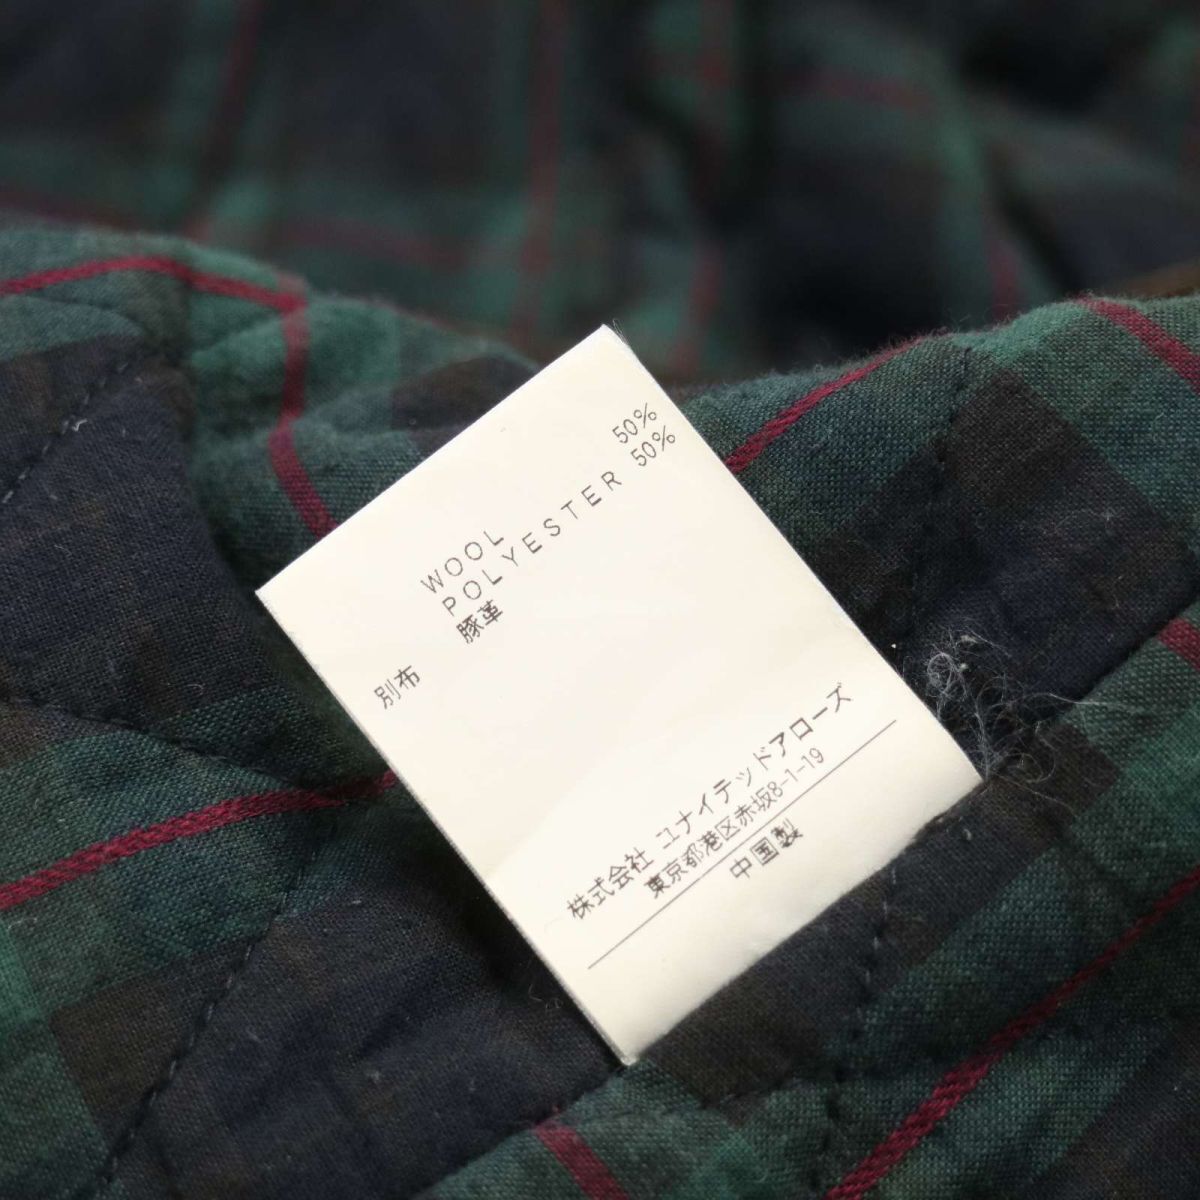 WOOL 50%
POLYESTER 50%
別布 豚革
株式会社 ユナイテッドアローズ
東京都港区赤坂8-1-19
中国製